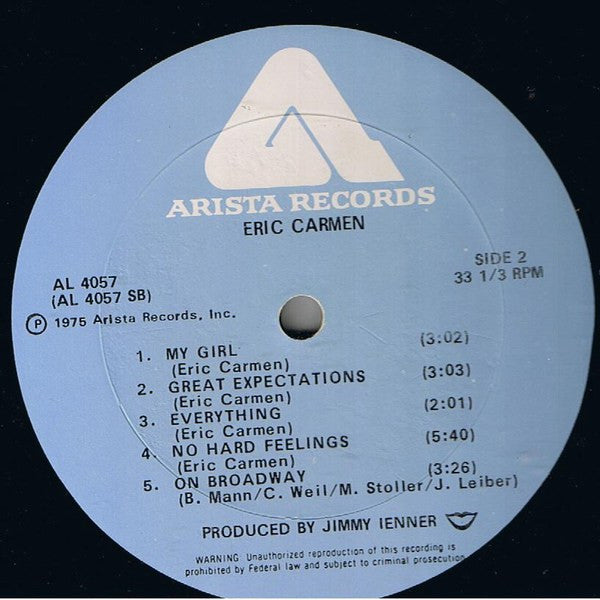 ARISTA RECORDS
ERIC CARMEN
AL 4057
(AL 4057 SB)
Ⓟ 1975 Arista Records, Inc.
SIDE 2
33 1/3 RPM
1. MY GIRL (3:02)
(Eric Carmen)
2. GREAT EXPECTATIONS (3:03)
(Eric Carmen)
3. EVERYTHING (2:01)
(Eric Carmen)
4. NO HARD FEELINGS (5:40)
(Eric Carmen)
5. ON BROADWAY (3:26)
(B. Mann/C. Weil/M. Stoller/J. Leiber)
PRODUCED BY JIMMY IENNER
WARNING: Unauthorized reproduction of this recording is
prohibited by Federal law and subject to criminal prosecution.